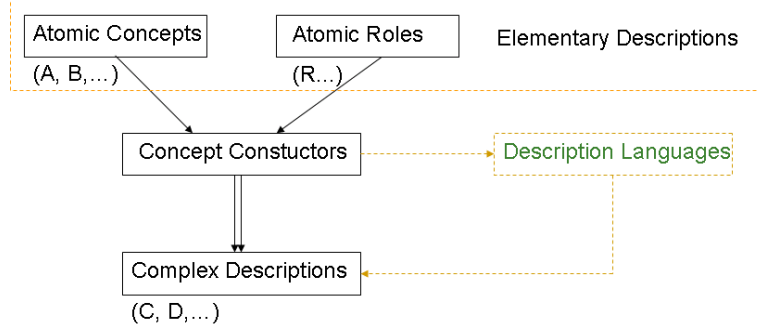 Atomic Concepts
Atomic Roles
Elementary Descriptions
(A, B,…)
(R...)
Concept Constuctors
Description Languages
Complex Descriptions
(C, D,…)